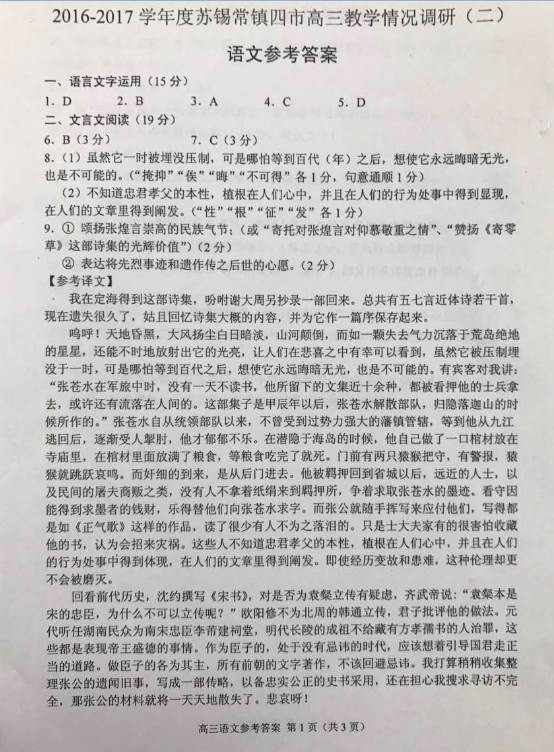 2016-2017 学年度苏锡常镇四市高三教学情况调研（二）
语文参考答案
一、语言文字运用（15 分）
1．D 2．B 3．A 4．C 5．D
二、文言文阅读（19 分）
6．B（3 分） 7．C（3 分）
8．（1）虽然它一时被埋没压制，可是哪怕等到百代（年）之后，想使它永远晦暗无光，
也是不可能的。（“掩抑”“俟”“晦”“不可得”各 1 分，句意通顺 1 分）
（2）不知道忠君孝父的本性，植根在人们心中，并且在人们的行为处事中得到显现，
在人们的文章里得到阐发。（“性”“根”“征”“发”各 1 分）
9．① 颂扬张煌言崇高的民族气节；（或“寄托对张煌言对仰慕敬重之情”、“赞扬《奇零
草》这部诗集的光辉价值”）（2 分）
② 表达将先烈事迹和遗作传之后世的心愿。（2 分）
【参考译文】
我在定海得到这部诗集，吩咐谢大周另抄录一部回来。总共有五七言近体诗若干首，
现在遗失很久了，姑且回忆诗集大概的内容，并为它作一篇序保存起来。
呜呼！天地昏黑，大风扬尘白日暗淡，山河颠倒，而如一颗失去气力沉落于荒岛绝地
的星星，还能不时地放射出它的光亮，让人们在悲喜之中有幸可以看到，虽然它被压制埋
没于一时，可是哪怕等到百代之后，想使它永远晦暗无光，也是不可能的。有宾客对我讲：
“张苍水在军旅中时，没有一天不读书，他所留下的文集近十余种，都被看押他的士兵拿
去，或许还有流落在人间的。这部集子是甲辰年以后，张苍水解散部队，归隐落迦山的时
候所作的。”张苍水自从统领部队以来，不曾受到过势力强大的藩镇管辖，等到他从九江
逃回后，逐渐受人掣肘，他才郁郁不乐。在潜隐于海岛的时候，他自己做了一口棺材放在
寺庙里，在棺材里面放满了粮食，等粮食吃完了就死。门前有两只猿猴把守，有警报，猿
猴就跳跃哀鸣。而奸细的到来，是从后门进去。他被羁押回到省城以后，远近的人士，以
及民间的屠夫商贩之类，没有人不拿着纸绢来到羁押所，争着求取张苍水的墨迹。看守因
能得到求墨者的钱财，乐得替他们向张苍水求字。而张公就随手挥写来应付他们，写得都
是如《正气歌》这样的作品，读了很少有人不为之落泪的。只是士大夫家有的很害怕收藏
他的书，认为会招来灾祸。这些人不知道忠君孝父的本性，植根在人们心中，并且在人们
的行为处事中得到体现，在人们的文章里得到阐发。即使经历变故和患难，这种伦理却更
不会被磨灭。
回看前代历史，沈约撰写《宋书》，对是否为袁粲立传有疑虑，齐武帝说：“袁粲本是
宋的忠臣，为什么不可以立传呢？”欧阳修不为北周的韩通立传，君子批评他的做法。元
代听任湖南民众为南宋忠臣李芾建祠堂，明代长陵的成祖不给藏有方孝孺书的人治罪，这
些都是表现帝王盛德的事情。作为臣子的，处于没有忌讳的时代，应该想着引导国君走正
当的道路。做臣子的各为其主，所有前朝的文字著作，不该回避忌讳。我打算稍稍收集整
理张公的遗闻旧事，写成一部传略，以备忠实公正的史书采用，还在担心我搜求寻访不完
全，那张公的材料就将一天天地散失了。悲哀呀！
高三语文参考答案 第 1 页（共 3 页）